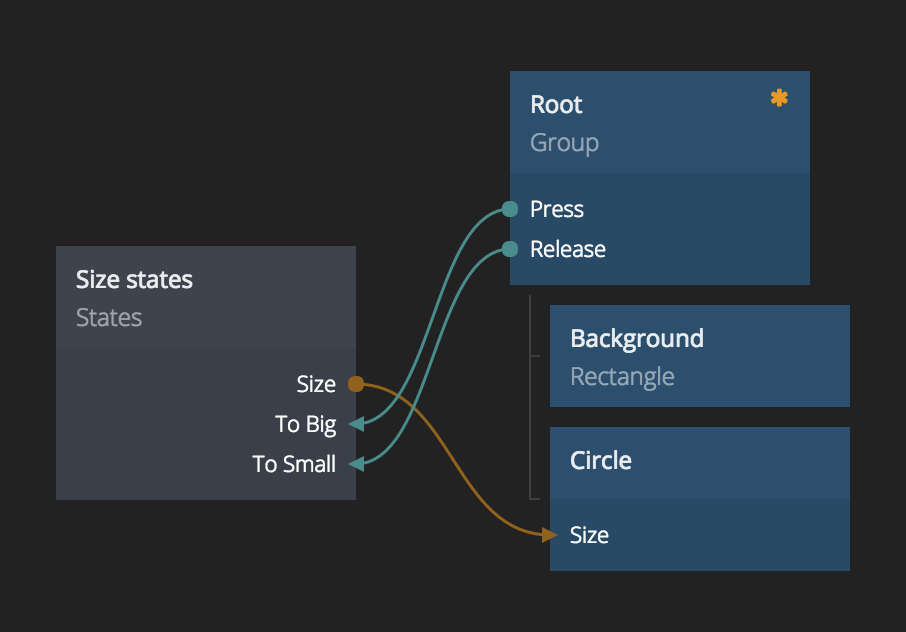 Root
Group
Press
Release
Size states
States
Size
To Big
To Small
Background
Rectangle
Circle
Size